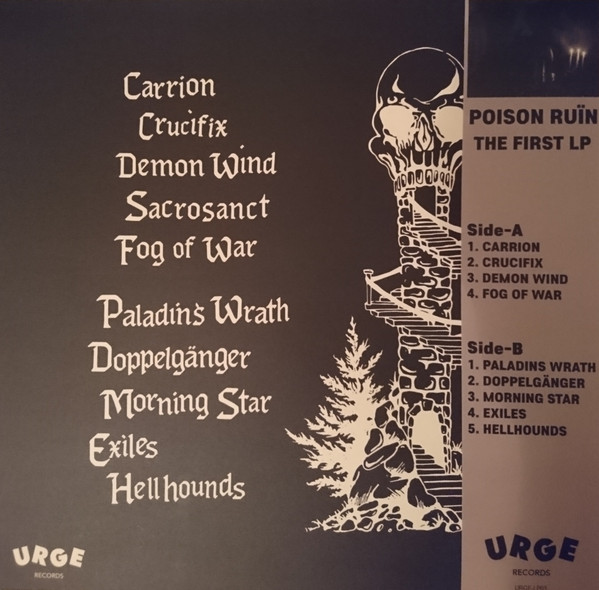 Carrion
Crucifix
Demon Wind
Sacrosanct
Fog of War
Paladin's Wrath
Doppelgänger
Morning Star
Exiles
Hellhounds
URGE
RECORDS
POISON RUÏN
THE FIRST LP
Side-A
1. CARRION
2. CRUCIFIX
3. DEMON WIND
4. FOG OF WAR
Side-B
1. PALADINS WRATH
2. DOPPELGÄNGER
3. MORNING STAR
4. EXILES
5. HELLHOUNDS
URGE
RECORDS